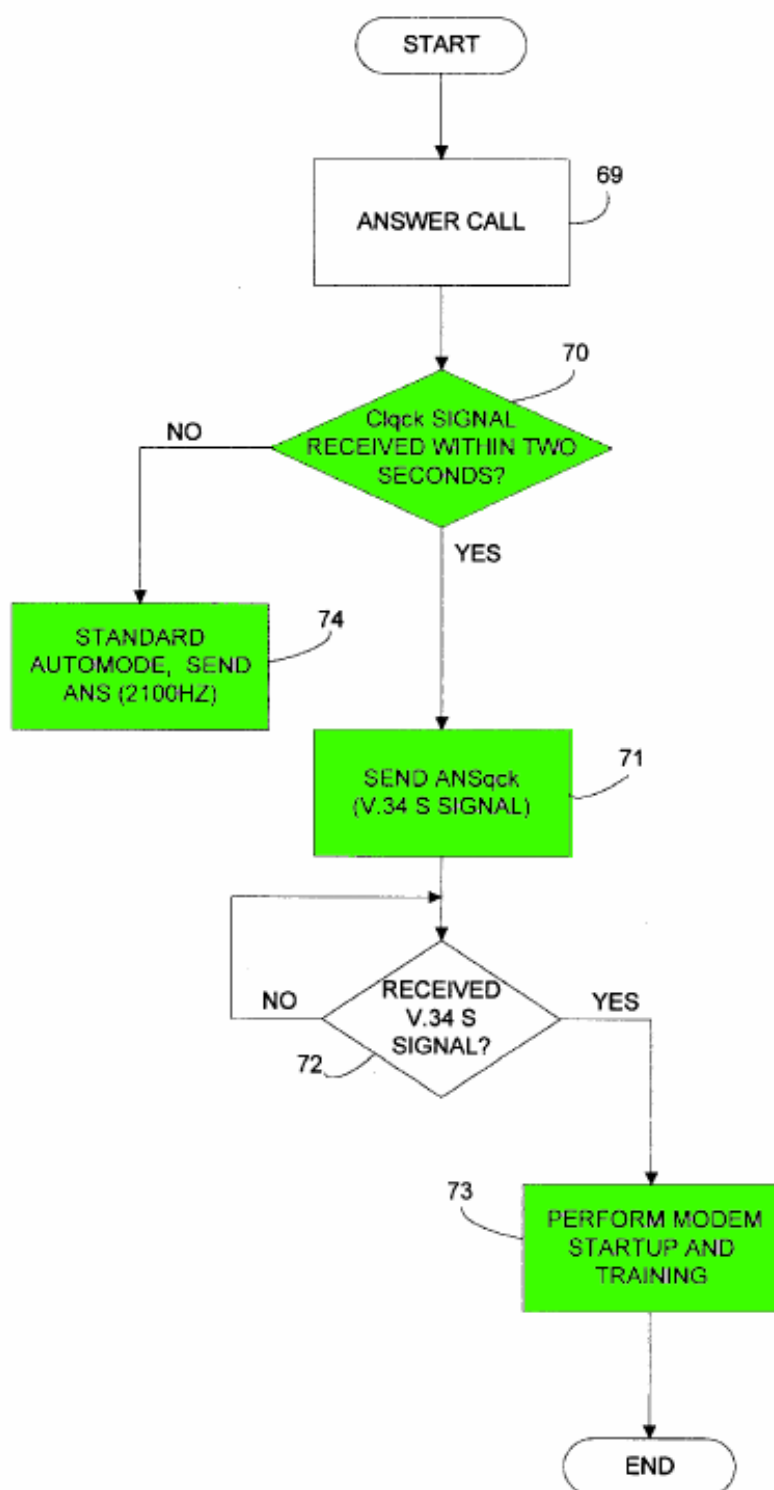 START
69
ANSWER CALL
70
CIqck SIGNAL
RECEIVED WITHIN TWO
SECONDS?
NO
YES
74
STANDARD
AUTOMODE, SEND
ANS (2100HZ)
71
SEND ANSqck
(V.34 S SIGNAL)
RECEIVED
V.34 S
SIGNAL?
NO
YES
72
73
PERFORM MODEM
STARTUP AND
TRAINING
END